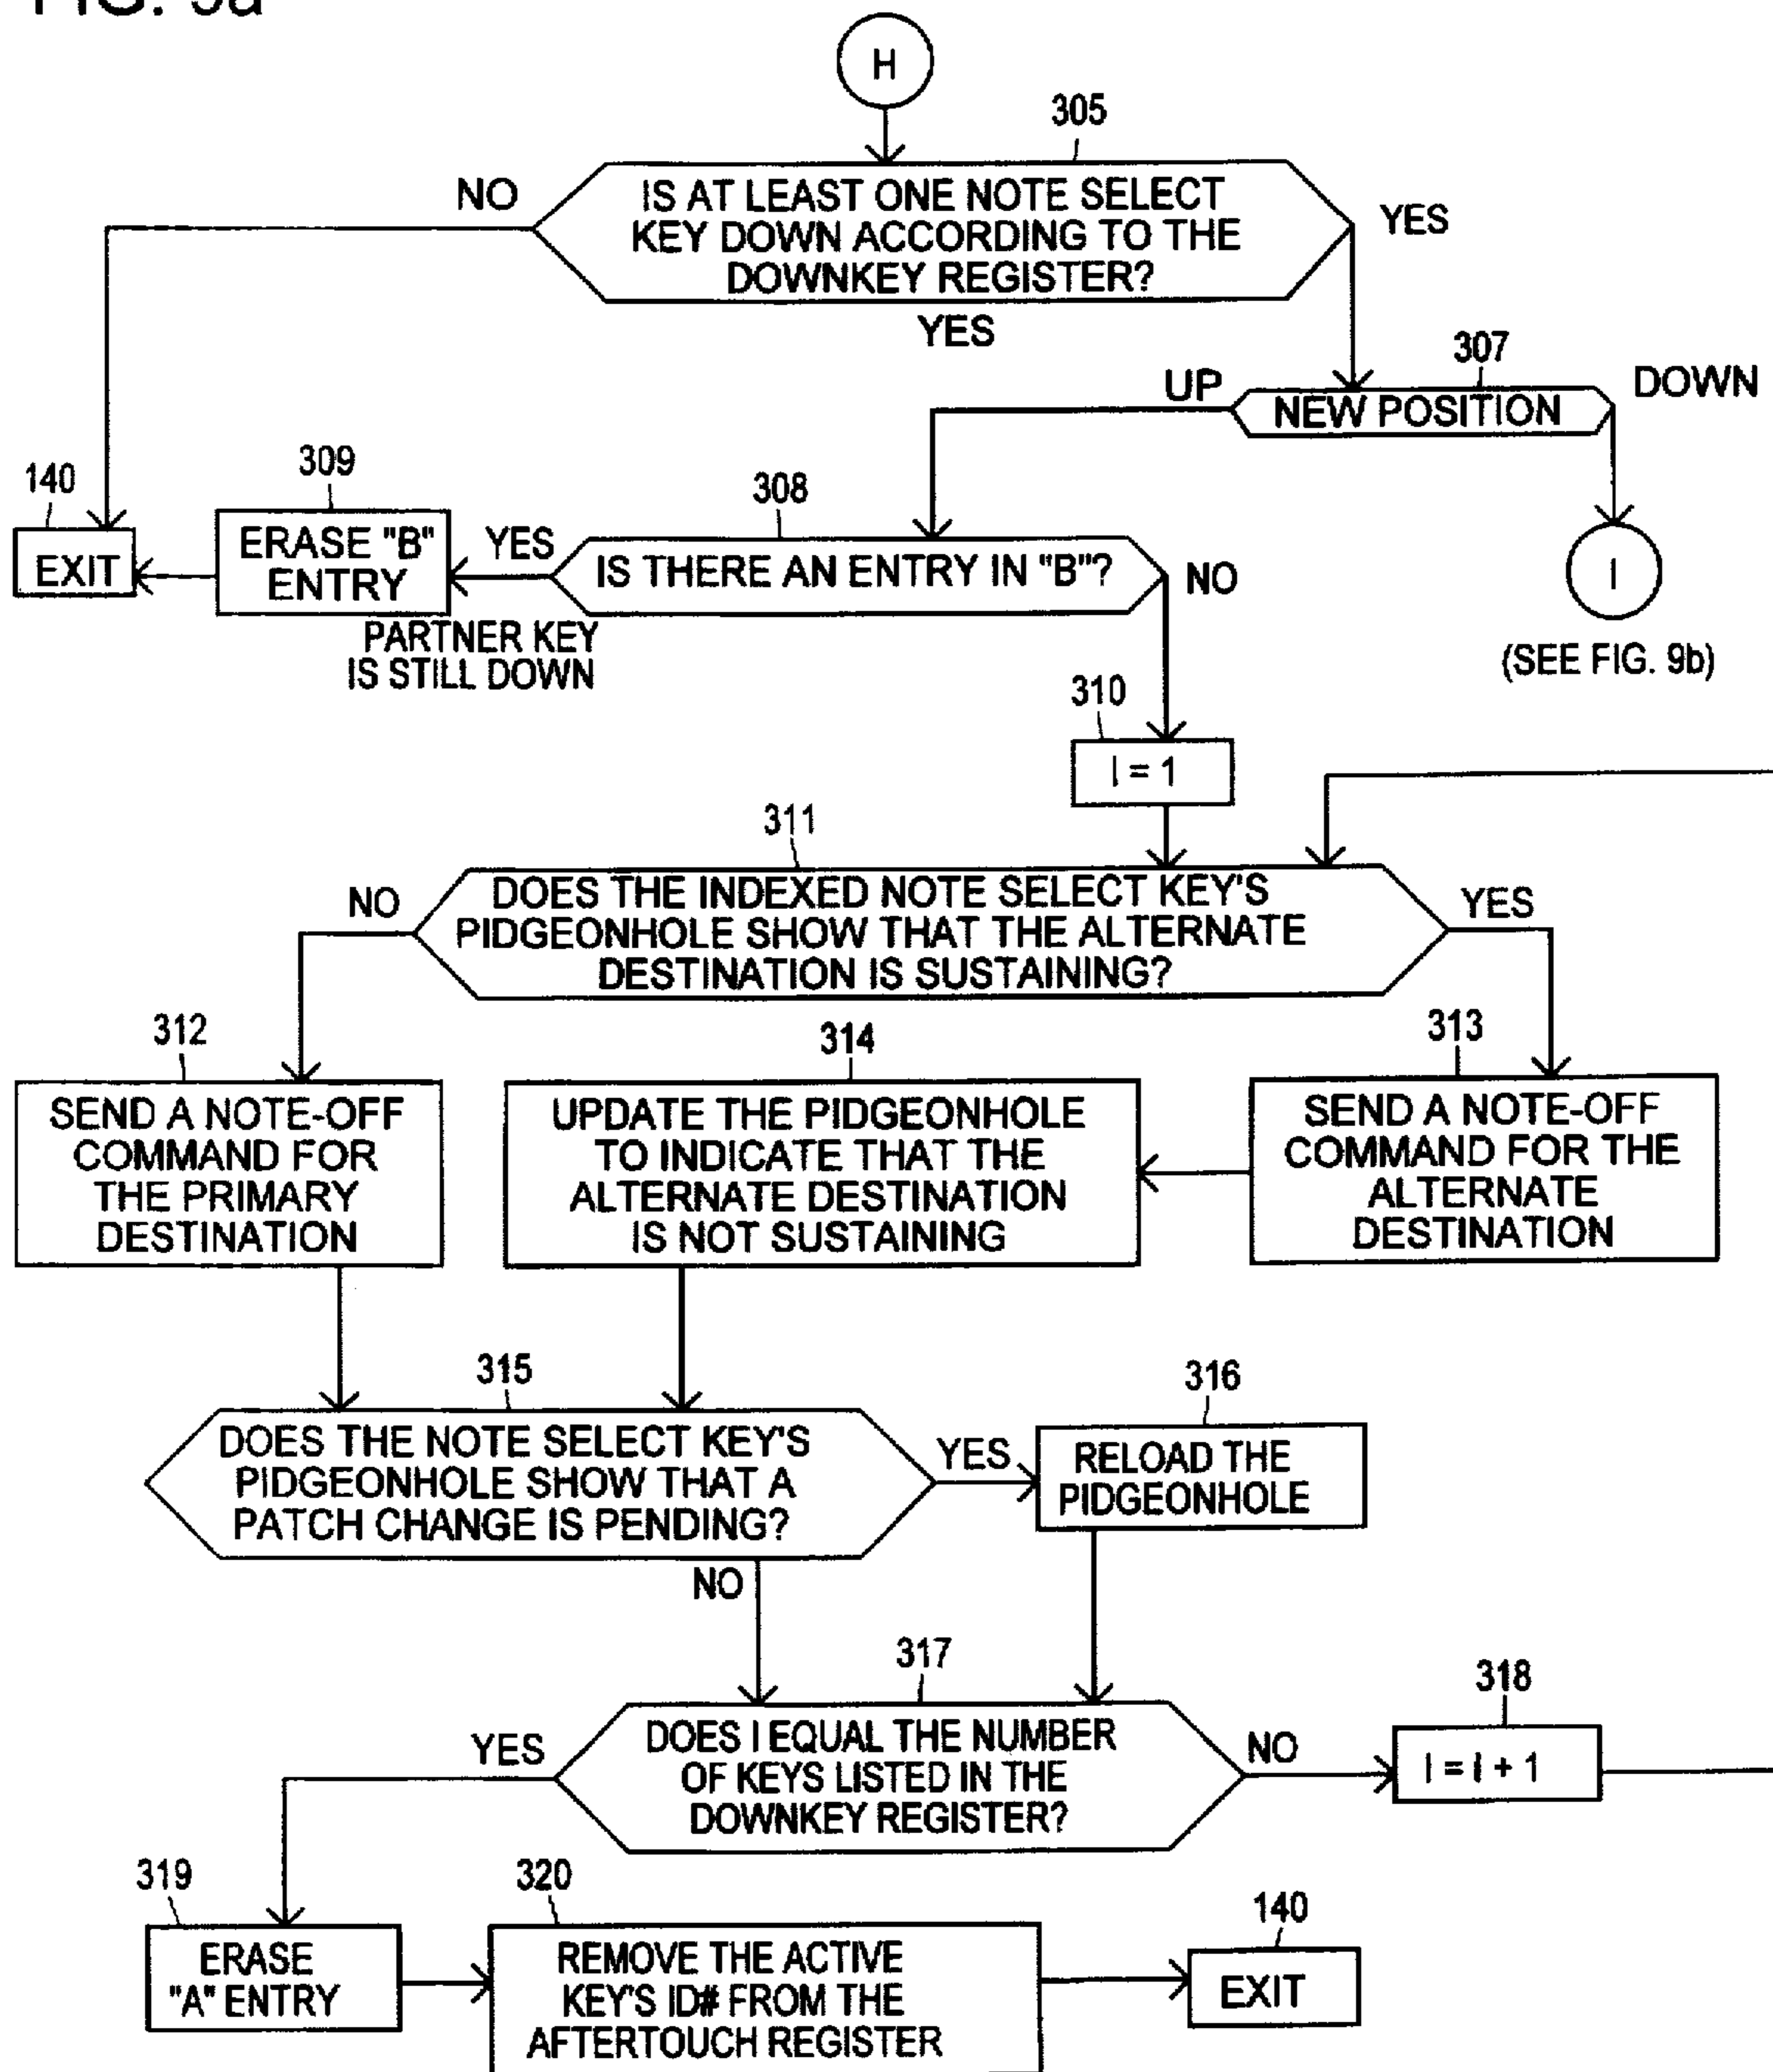 FIG. 9a
H
305
NO
IS AT LEAST ONE NOTE SELECT
KEY DOWN ACCORDING TO THE
DOWNKEY REGISTER?
YES
YES
307
UP
NEW POSITION
DOWN
140
EXIT
309
ERASE "B"
ENTRY
YES
308
IS THERE AN ENTRY IN "B"?
NO
PARTNER KEY
IS STILL DOWN
I
(SEE FIG. 9b)
310
I = 1
311
NO
DOES THE INDEXED NOTE SELECT KEY'S
PIDGEONHOLE SHOW THAT THE ALTERNATE
DESTINATION IS SUSTAINING?
YES
312
SEND A NOTE-OFF
COMMAND FOR
THE PRIMARY
DESTINATION
314
UPDATE THE PIDGEONHOLE
TO INDICATE THAT THE
ALTERNATE DESTINATION
IS NOT SUSTAINING
313
SEND A NOTE-OFF
COMMAND FOR THE
ALTERNATE
DESTINATION
315
DOES THE NOTE SELECT KEY'S
PIDGEONHOLE SHOW THAT A
PATCH CHANGE IS PENDING?
YES
316
RELOAD THE
PIDGEONHOLE
NO
317
YES
DOES I EQUAL THE NUMBER
OF KEYS LISTED IN THE
DOWNKEY REGISTER?
NO
318
I = I + 1
319
ERASE
"A" ENTRY
320
REMOVE THE ACTIVE
KEY'S ID# FROM THE
AFTERTOUCH REGISTER
140
EXIT